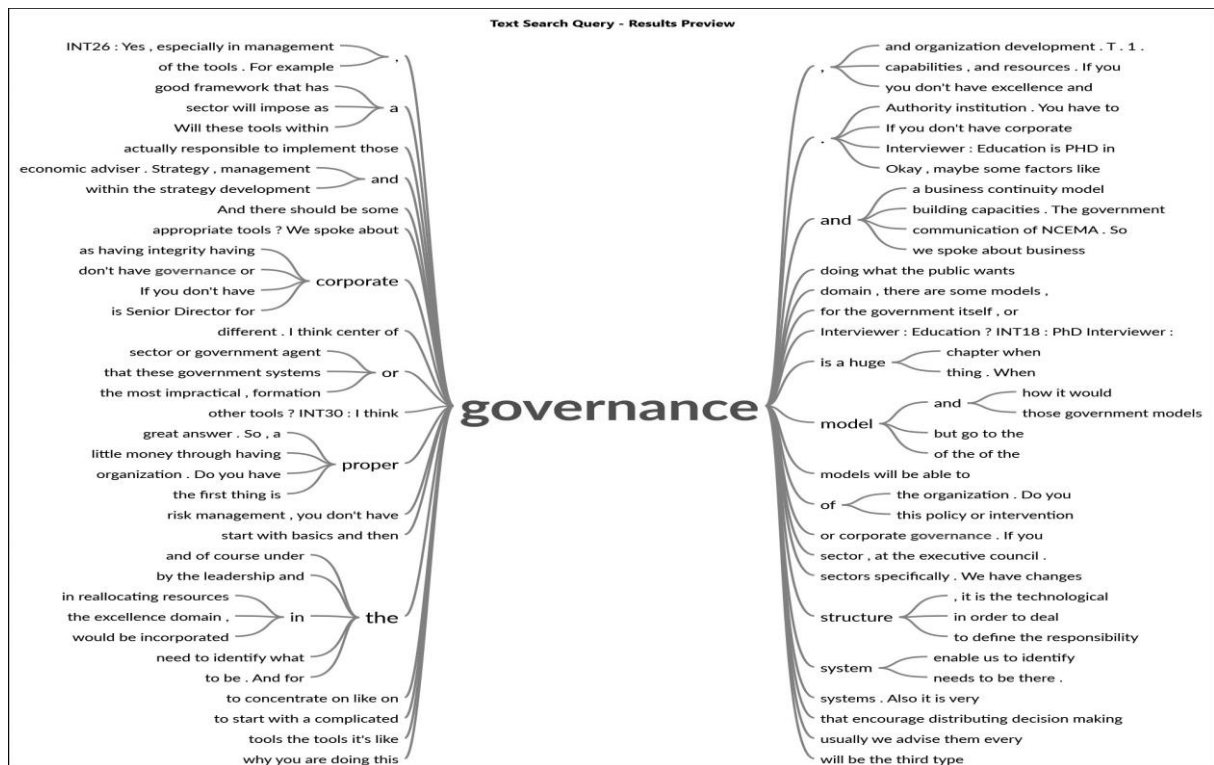 Text Search Query - Results Preview
INT26 : Yes , especially in management
of the tools . For example
,
good framework that has
sector will impose as
Will these tools within
a
actually responsible to implement those
economic adviser . Strategy , management
within the strategy development
and
And there should be some
appropriate tools ? We spoke about
as having integrity having
don't have governance or
If you don't have
is Senior Director for
corporate
different . I think center of
sector or government agent
that these government systems
the most impractical , formation
or
other tools ? INT30 : I think
great answer . So , a
little money through having
organization . Do you have
the first thing is
proper
risk management , you don't have
start with basics and then
and of course under
by the leadership and
in reallocating resources
the excellence domain ,
would be incorporated
in
need to identify what
to be . And for
the
to concentrate on like on
to start with a complicated
tools the tools it's like
why you are doing this
governance
,
and organization development . T . 1 .
capabilities , and resources . If you
you don't have excellence and
.
Authority institution . You have to
If you don't have corporate
Interviewer : Education is PHD in
Okay , maybe some factors like
and
a business continuity model
building capacities . The government
communication of NCEMA . So
we spoke about business
doing what the public wants
domain , there are some models ,
for the government itself , or
Interviewer : Education ? INT18 : PhD Interviewer :
is a huge
chapter when
thing . When
model
and
how it would
those government models
but go to the
of the of the
models will be able to
of
the organization . Do you
this policy or intervention
or corporate governance . If you
sector , at the executive council .
sectors specifically . We have changes
structure
, it is the technological
in order to deal
to define the responsibility
system
enable us to identify
needs to be there .
systems . Also it is very
that encourage distributing decision making
usually we advise them every
will be the third type